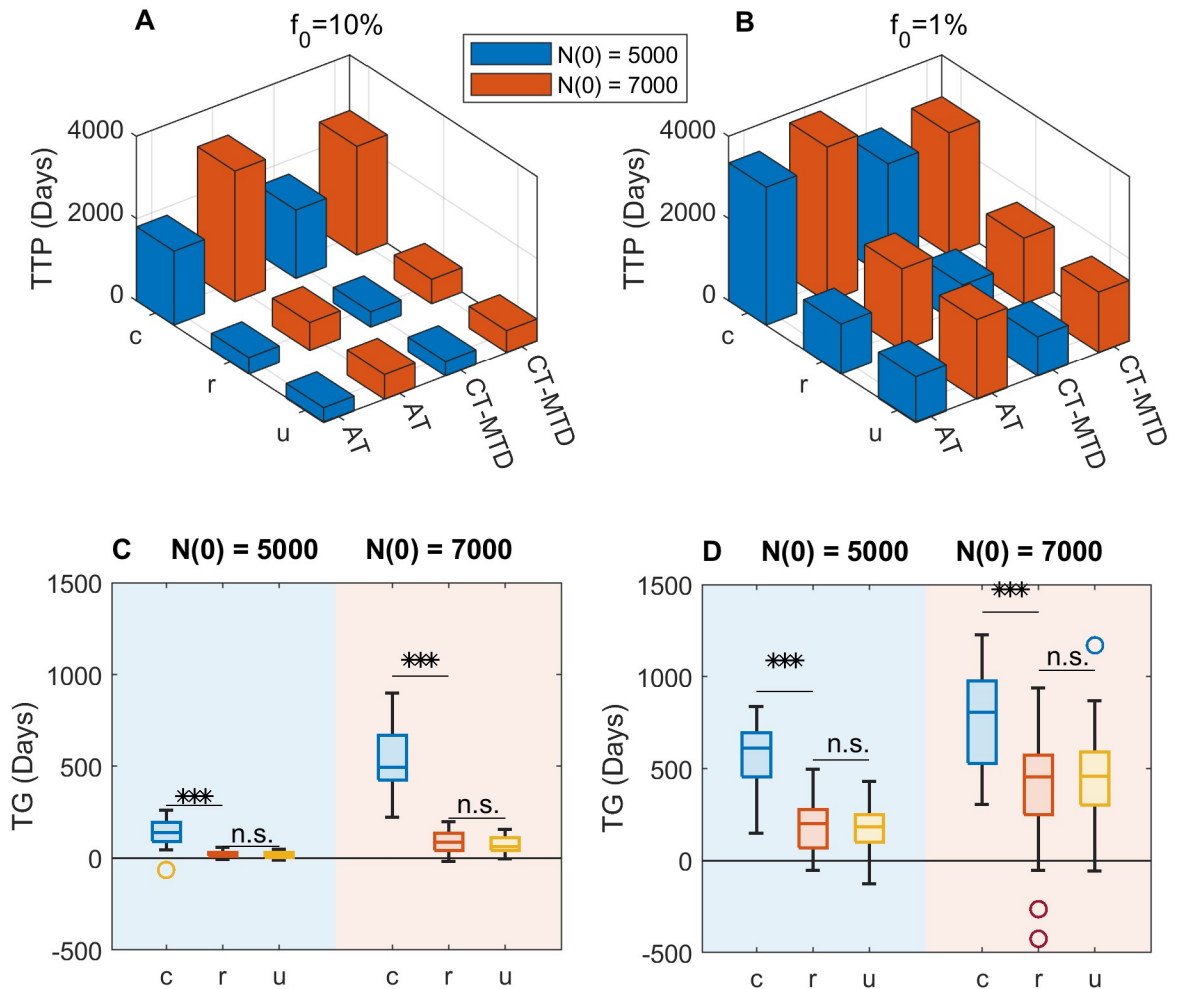 A
f0=10%
N(0) = 5000
N(0) = 7000
B
f0=1%
TTP (Days)
4000
2000
0
c
r
u
AT
AT
CT-MTD
CT-MTD
TTP (Days)
4000
2000
0
c
r
u
AT
AT
CT-MTD
CT-MTD
C N(0) = 5000 N(0) = 7000
TG (Days)
1500
1000
500
0
-500
***
n.s.
***
n.s.
c r u c r u
D N(0) = 5000 N(0) = 7000
TG (Days)
1500
1000
500
0
-500
***
n.s.
***
n.s.
c r u c r u